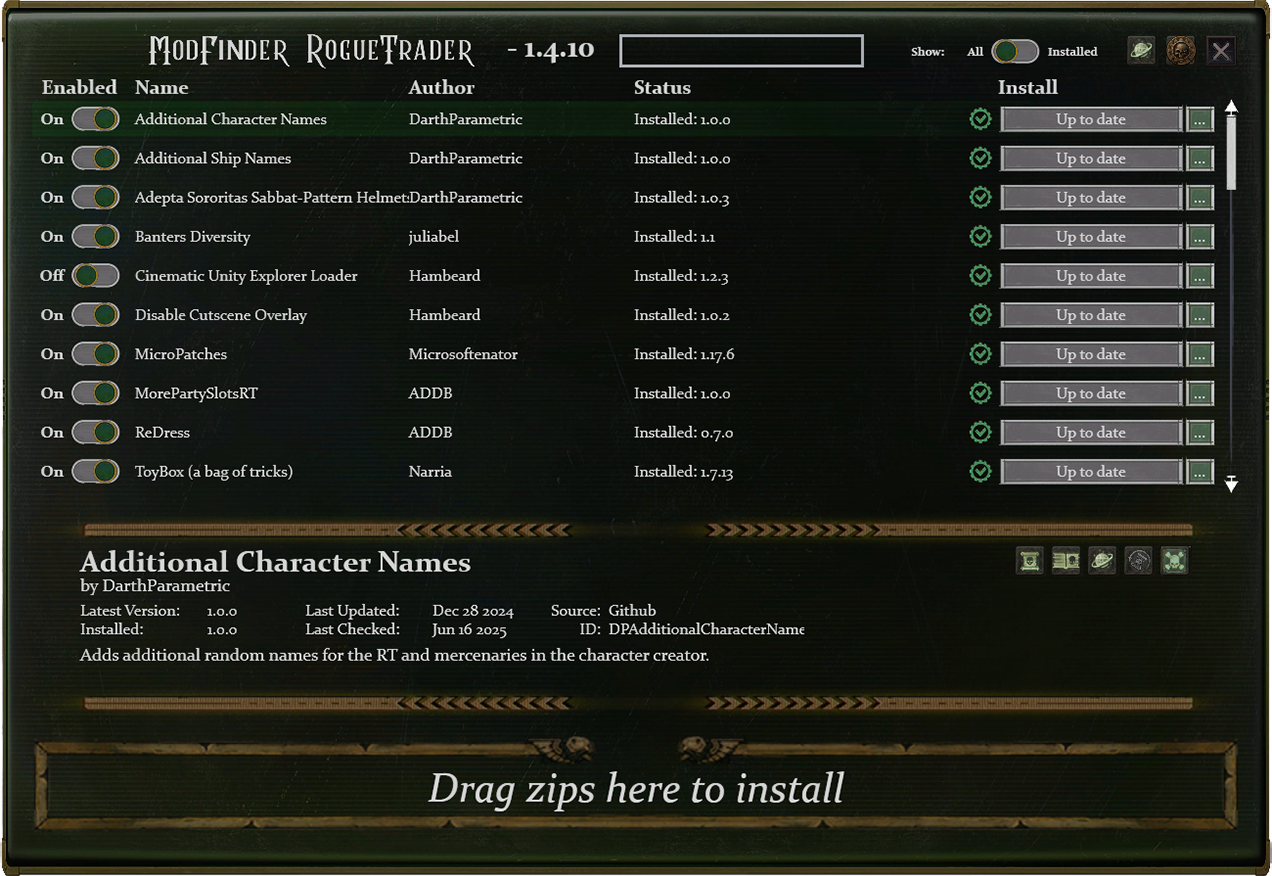 ModFinder RogueTrader - 1.4.10 Show: All Installed
Enabled Name Author Status Install
On Additional Character Names DarthParametric Installed: 1.0.0 Up to date ...
On Additional Ship Names DarthParametric Installed: 1.0.0 Up to date ...
On Adepta Sororitas Sabbat-Pattern Helmets DarthParametric Installed: 1.0.3 Up to date ...
On Banters Diversity juliabel Installed: 1.1 Up to date ...
Off Cinematic Unity Explorer Loader Hambeard Installed: 1.2.3 Up to date ...
On Disable Cutscene Overlay Hambeard Installed: 1.0.2 Up to date ...
On MicroPatches Microsoftenator Installed: 1.17.6 Up to date ...
On MorePartySlotsRT ADDB Installed: 1.0.0 Up to date ...
On ReDress ADDB Installed: 0.7.0 Up to date ...
On ToyBox (a bag of tricks) Narria Installed: 1.7.13 Up to date ...
Additional Character Names
by DarthParametric
Latest Version: 1.0.0 Last Updated: Dec 28 2024 Source: Github
Installed: 1.0.0 Last Checked: Jun 16 2025 ID: DPAdditionalCharacterName
Adds additional random names for the RT and mercenaries in the character creator.
Drag zips here to install